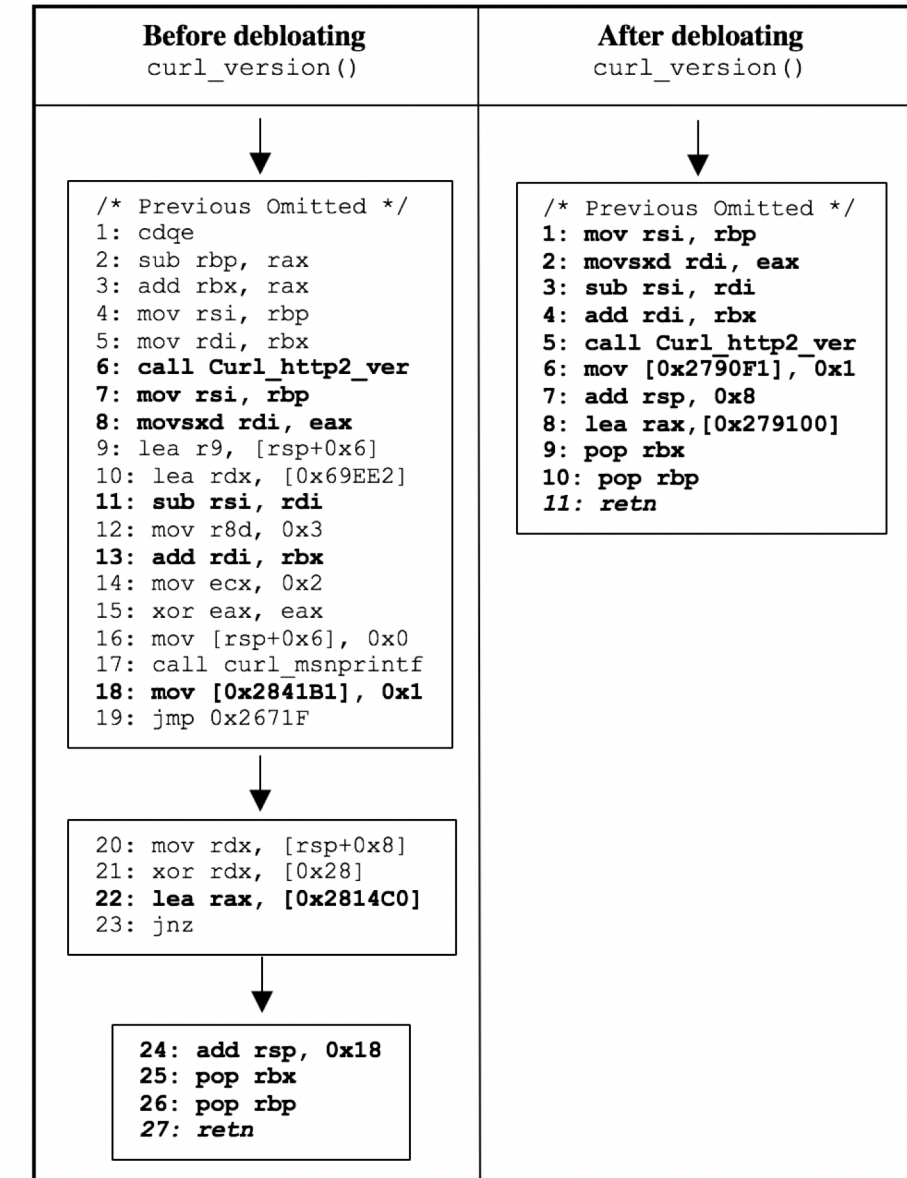 Before debloating
curl_version()
/* Previous Omitted */
1: cdqe
2: sub rbp, rax
3: add rbx, rax
4: mov rsi, rbp
5: mov rdi, rbx
6: call Curl_http2_ver
7: mov rsi, rbp
8: movsxd rdi, eax
9: lea r9, [rsp+0x6]
10: lea rdx, [0x69EE2]
11: sub rsi, rdi
12: mov r8d, 0x3
13: add rdi, rbx
14: mov ecx, 0x2
15: xor eax, eax
16: mov [rsp+0x6], 0x0
17: call curl_msnprintf
18: mov [0x2841B1], 0x1
19: jmp 0x2671F
20: mov rdx, [rsp+0x8]
21: xor rdx, [0x28]
22: lea rax, [0x2814C0]
23: jnz
24: add rsp, 0x18
25: pop rbx
26: pop rbp
27: retn
After debloating
curl_version()
/* Previous Omitted */
1: mov rsi, rbp
2: movsxd rdi, eax
3: sub rsi, rdi
4: add rdi, rbx
5: call Curl_http2_ver
6: mov [0x2790F1], 0x1
7: add rsp, 0x8
8: lea rax,[0x279100]
9: pop rbx
10: pop rbp
11: retn